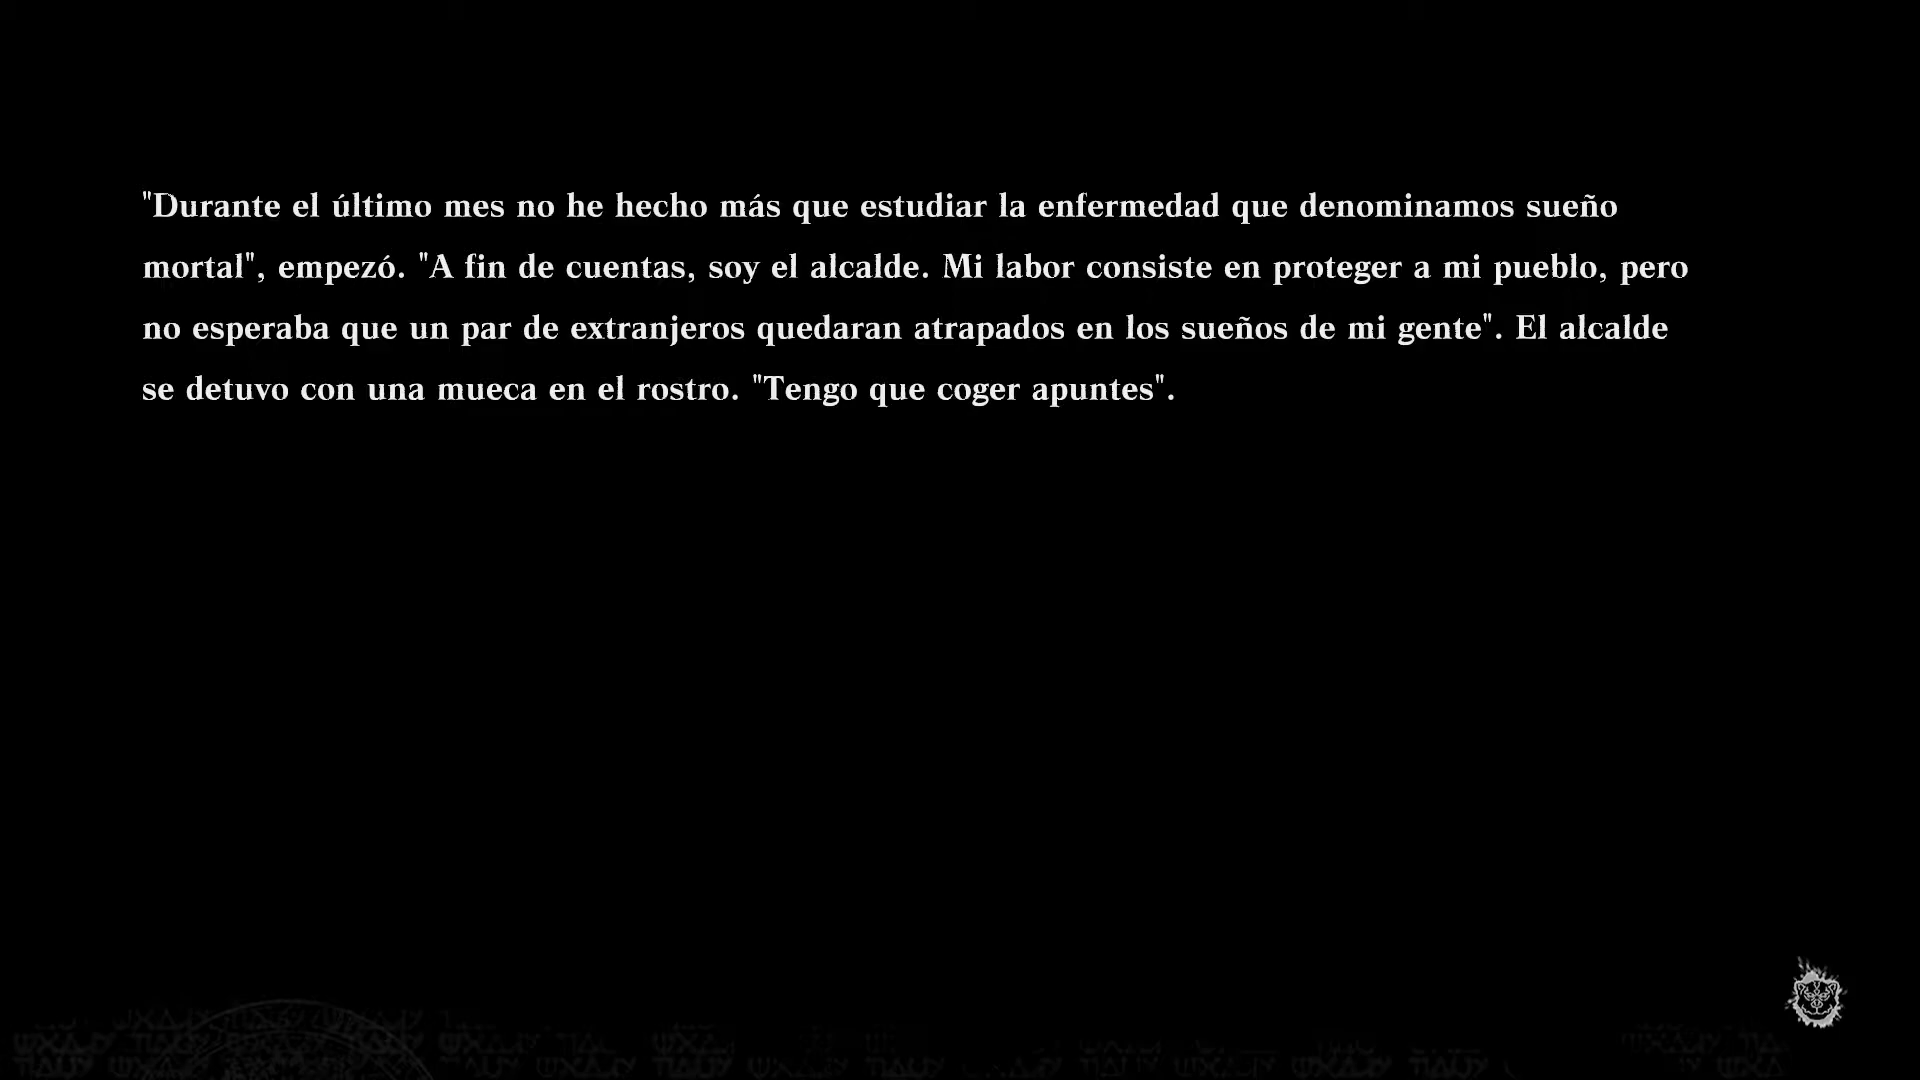 "Durante el último mes no he hecho más que estudiar la enfermedad que denominamos sueño
mortal", empezó. "A fin de cuentas, soy el alcalde. Mi labor consiste en proteger a mi pueblo, pero
no esperaba que un par de extranjeros quedaran atrapados en los sueños de mi gente". El alcalde
se detuvo con una mueca en el rostro. "Tengo que coger apuntes".